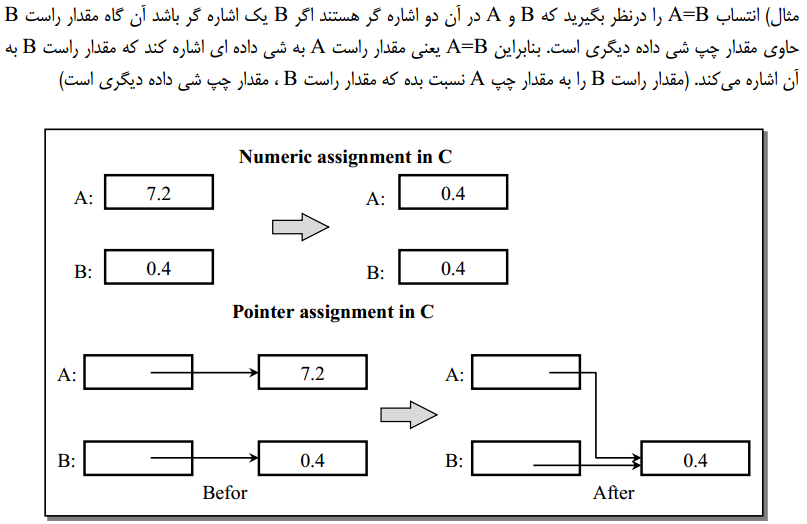 مثال) انتساب A=B را درنظر بگیرید که B و A در آن دو اشاره گر هستند اگر B یک اشاره گر باشد آن گاه مقدار راست B
حاوی مقدار چپ شی داده دیگری است. بنابراین A=B یعنی مقدار راست A به شی داده ای اشاره کند که مقدار راست B به
آن اشاره می‌کند. (مقدار راست B را به مقدار چپ A نسبت بده که مقدار راست B ، مقدار چپ شی داده دیگری است)
Numeric assignment in C
A: 7.2 A: 0.4
B: 0.4 B: 0.4
Pointer assignment in C
A: 7.2 A:
B: 0.4 B: 0.4
Befor After